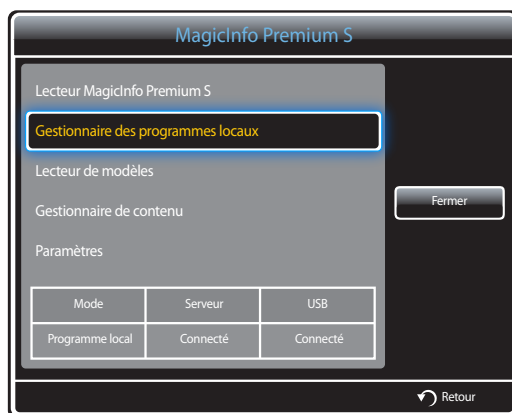 MagicInfo Premium S
Lecteur MagicInfo Premium S
Gestionnaire des programmes locaux
Lecteur de modèles
Gestionnaire de contenu
Paramètres
Fermer
Mode Serveur USB
Programme local Connecté Connecté
Retour